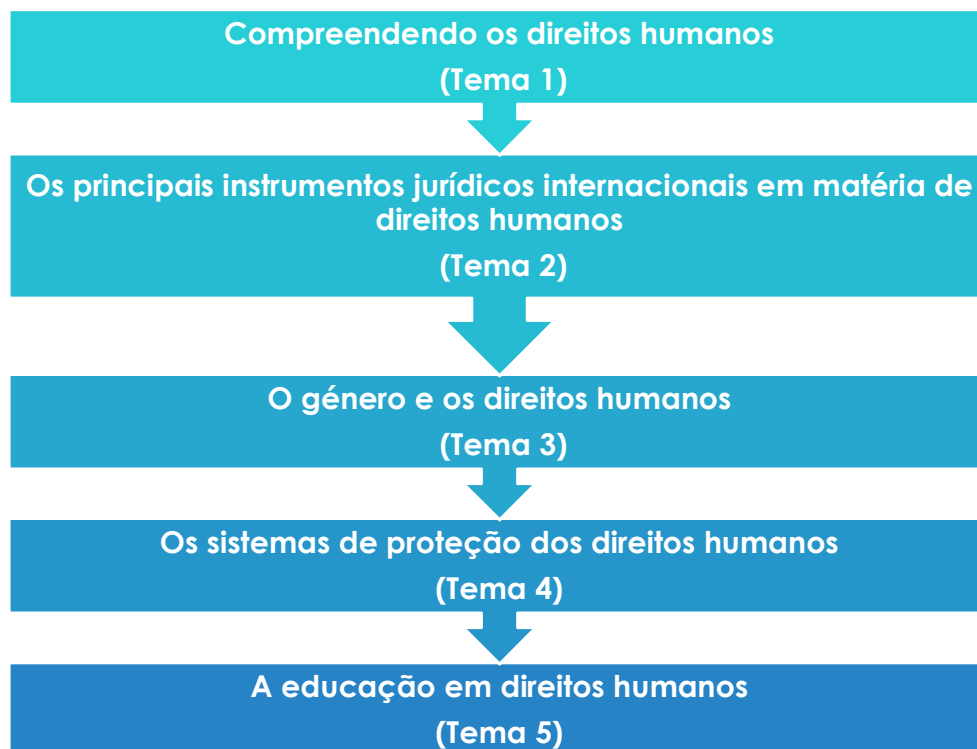 Compreendendo os direitos humanos
(Tema 1)
Os principais instrumentos jurídicos internacionais em matéria de
direitos humanos
(Tema 2)
O género e os direitos humanos
(Tema 3)
Os sistemas de proteção dos direitos humanos
(Tema 4)
A educação em direitos humanos
(Tema 5)